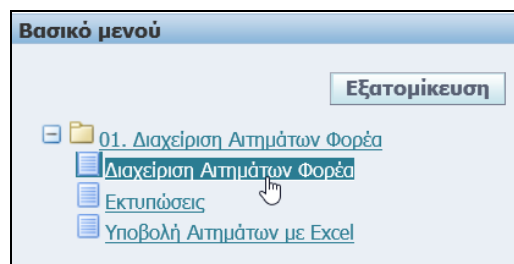 Βασικό μενού
Εξατομίκευση
01. Διαχείριση Αιτημάτων Φορέα
Διαχείριση Αιτημάτων Φορέα
Εκτυπώσεις
Υποβολή Αιτημάτων με Excel